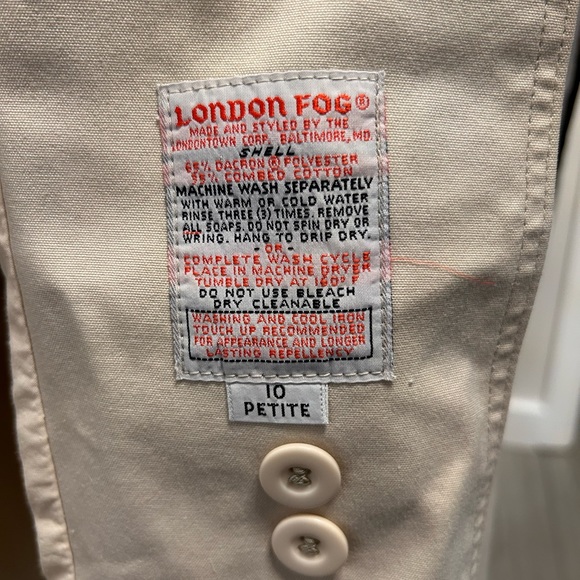 LONDON FOG®
MADE AND STYLED BY THE
LONDONTOWN CORP. BALTIMORE, MD.
SHELL
65% DACRON® POLYESTER
35% COMBED COTTON
MACHINE WASH SEPARATELY
WITH WARM OR COLD WATER
RINSE THREE (3) TIMES. REMOVE
ALL SOAPS. DO NOT SPIN DRY OR
WRING. HANG TO DRIP DRY.
- OR -
COMPLETE WASH CYCLE
PLACE IN MACHINE DRYER
TUMBLE DRY AT 160° F
DO NOT USE BLEACH
DRY CLEANABLE
WASHING AND COOL IRON
TOUCH UP RECOMMENDED
FOR APPEARANCE AND LONGER
LASTING REPELLENCY
10
PETITE